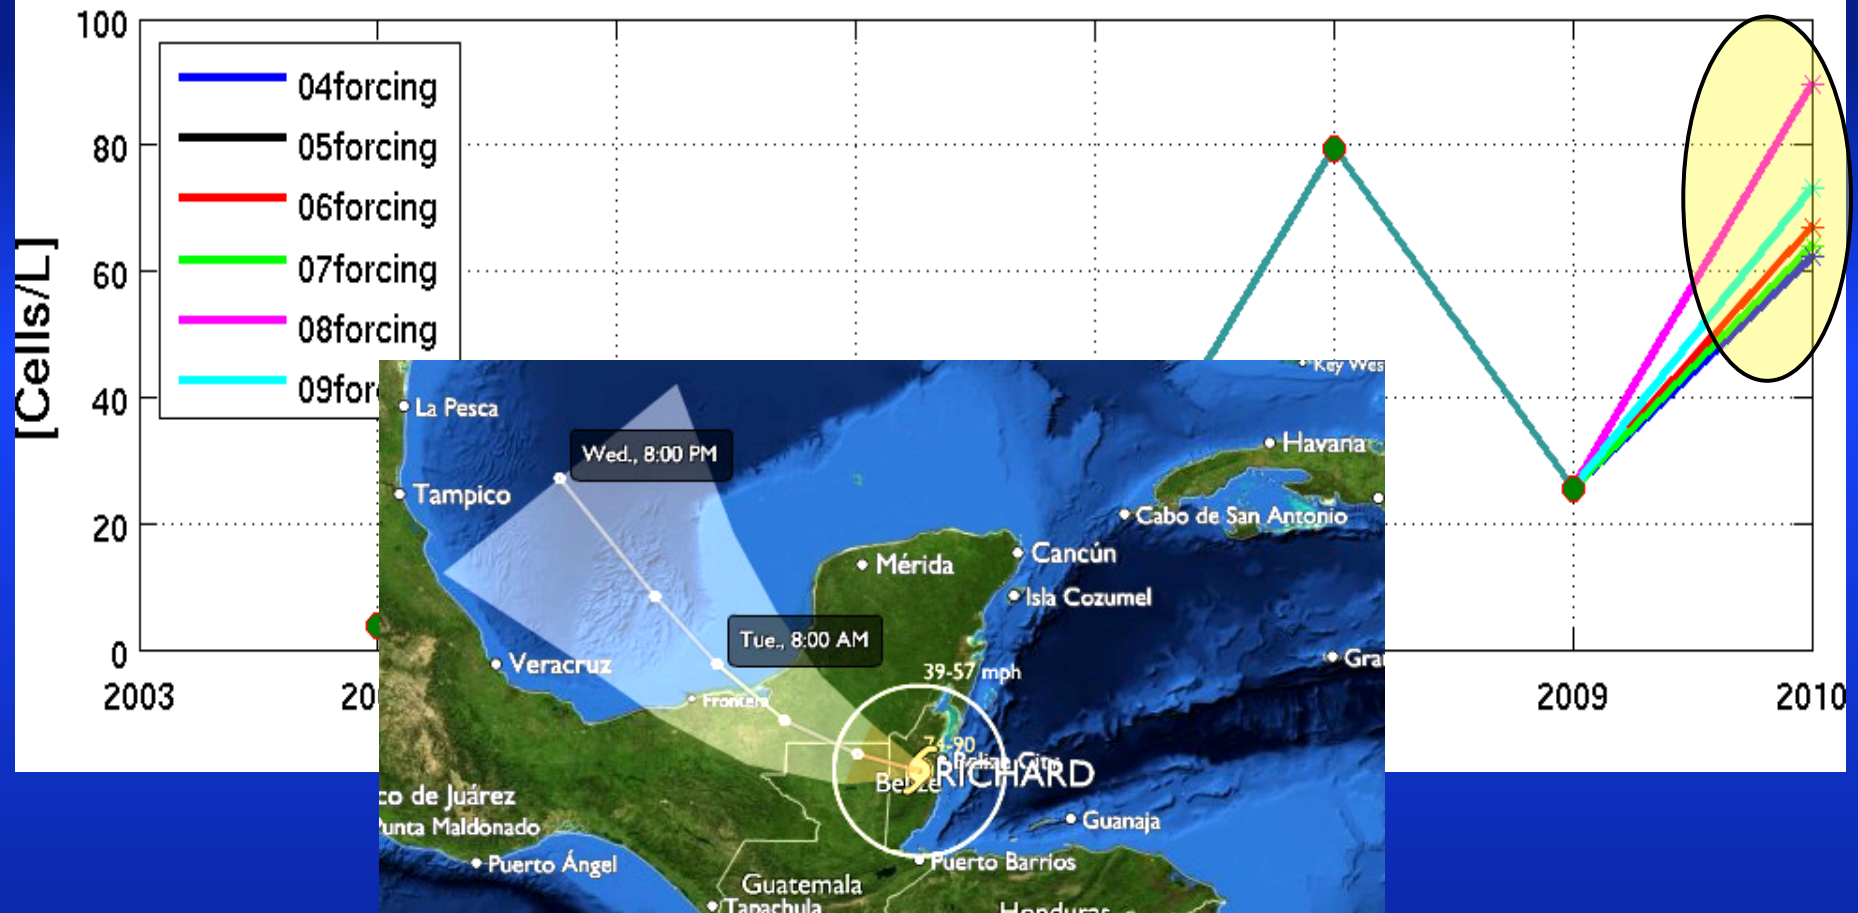 100
80
60
40
20
0
[Cells/L]
04forcing
05forcing
06forcing
07forcing
08forcing
2003
2009
2010
La Pesca
Tampico
Veracruz
Wed., 8:00 PM
Tue., 8:00 AM
Frontera
Mérida
Cancún
Isla Cozumel
Havana
Cabo de San Antonio
39-57 mph
74-90
Belize City
RICHARD
Belize
Guanaja
Puerto Barrios
Punta Maldonado
Puerto Ángel
Guatemala
Tapachula
Honduras